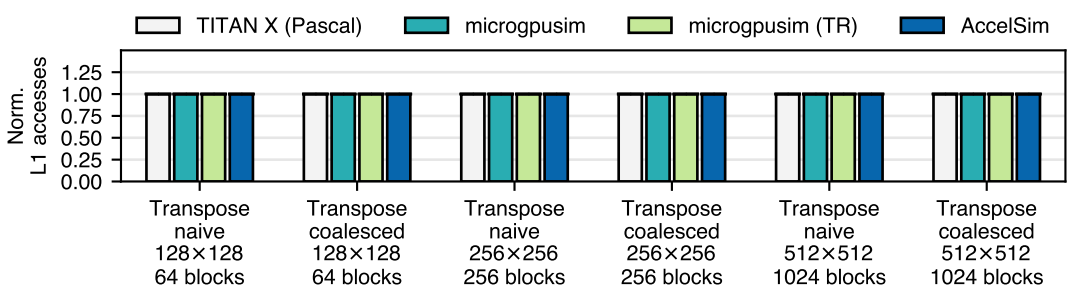 TITAN X (Pascal) microgpusim microgpusim (TR) AccelSim
Norm.
L1 accesses
1.25
1.00
0.75
0.50
0.25
0.00
Transpose
naive
128×128
64 blocks
Transpose
coalesced
128×128
64 blocks
Transpose
naive
256×256
256 blocks
Transpose
coalesced
256×256
256 blocks
Transpose
naive
512×512
1024 blocks
Transpose
coalesced
512×512
1024 blocks